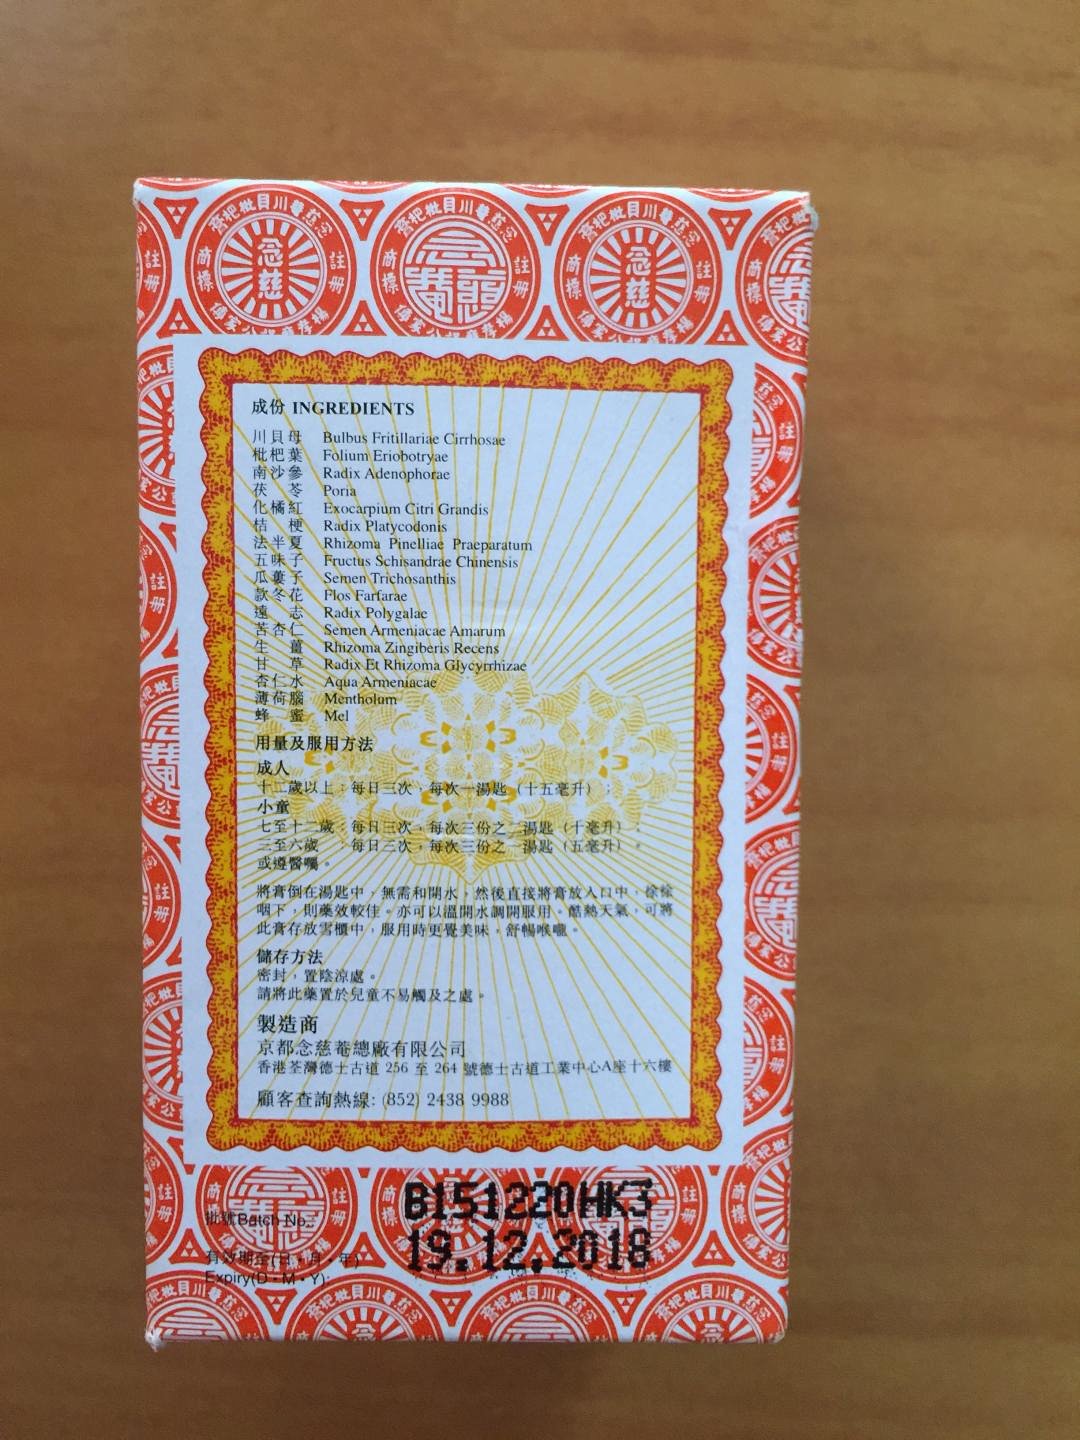 成份 INGREDIENTS
川貝母 Bulbus Fritillariae Cirrhosae
枇杷葉 Folium Eriobotryae
南沙參 Radix Adenophorae
茯苓 Poria
化橘紅 Exocarpium Citri Grandis
桔梗 Radix Platycodonis
法半夏 Rhizoma Pinelliae Praeparatum
五味子 Fructus Schisandrae Chinensis
瓜蔞子 Semen Trichosanthis
款冬花 Flos Farfarae
遠志 Radix Polygalae
苦杏仁 Semen Armeniacae Amarum
生薑 Rhizoma Zingiberis Recens
甘草 Radix Et Rhizoma Glycyrrhizae
杏仁水 Aqua Armeniacae
薄荷腦 Mentholum
蜂蜜 Mel
用量及服用方法
成人
十二歲以上：每日三次，每次一湯匙（十五毫升）；
小童
七至十二歲：每日三次，每次三份之二湯匙（十毫升）．
三至六歲　：每日三次，每次三份之一湯匙（五毫升）。
或遵醫囑。
將膏倒在湯匙中，無需和開水，然後直接將膏放入口中，徐徐
咽下，則藥效較佳。亦可以溫開水調開服用。酷熱天氣，可將
此膏存放雪櫃中，服用時更覺美味，舒暢喉嚨。
儲存方法
密封，置陰涼處。
請將此藥置於兒童不易觸及之處。
製造商
京都念慈菴總廠有限公司
香港荃灣德士古道 256 至 264 號德士古道工業中心A座十六樓
顧客查詢熱線: (852) 2438 9988
批號Batch No.: B151220HK3
有效期至(日・月・年)
Expiry(D・M・Y): 19.12.2018